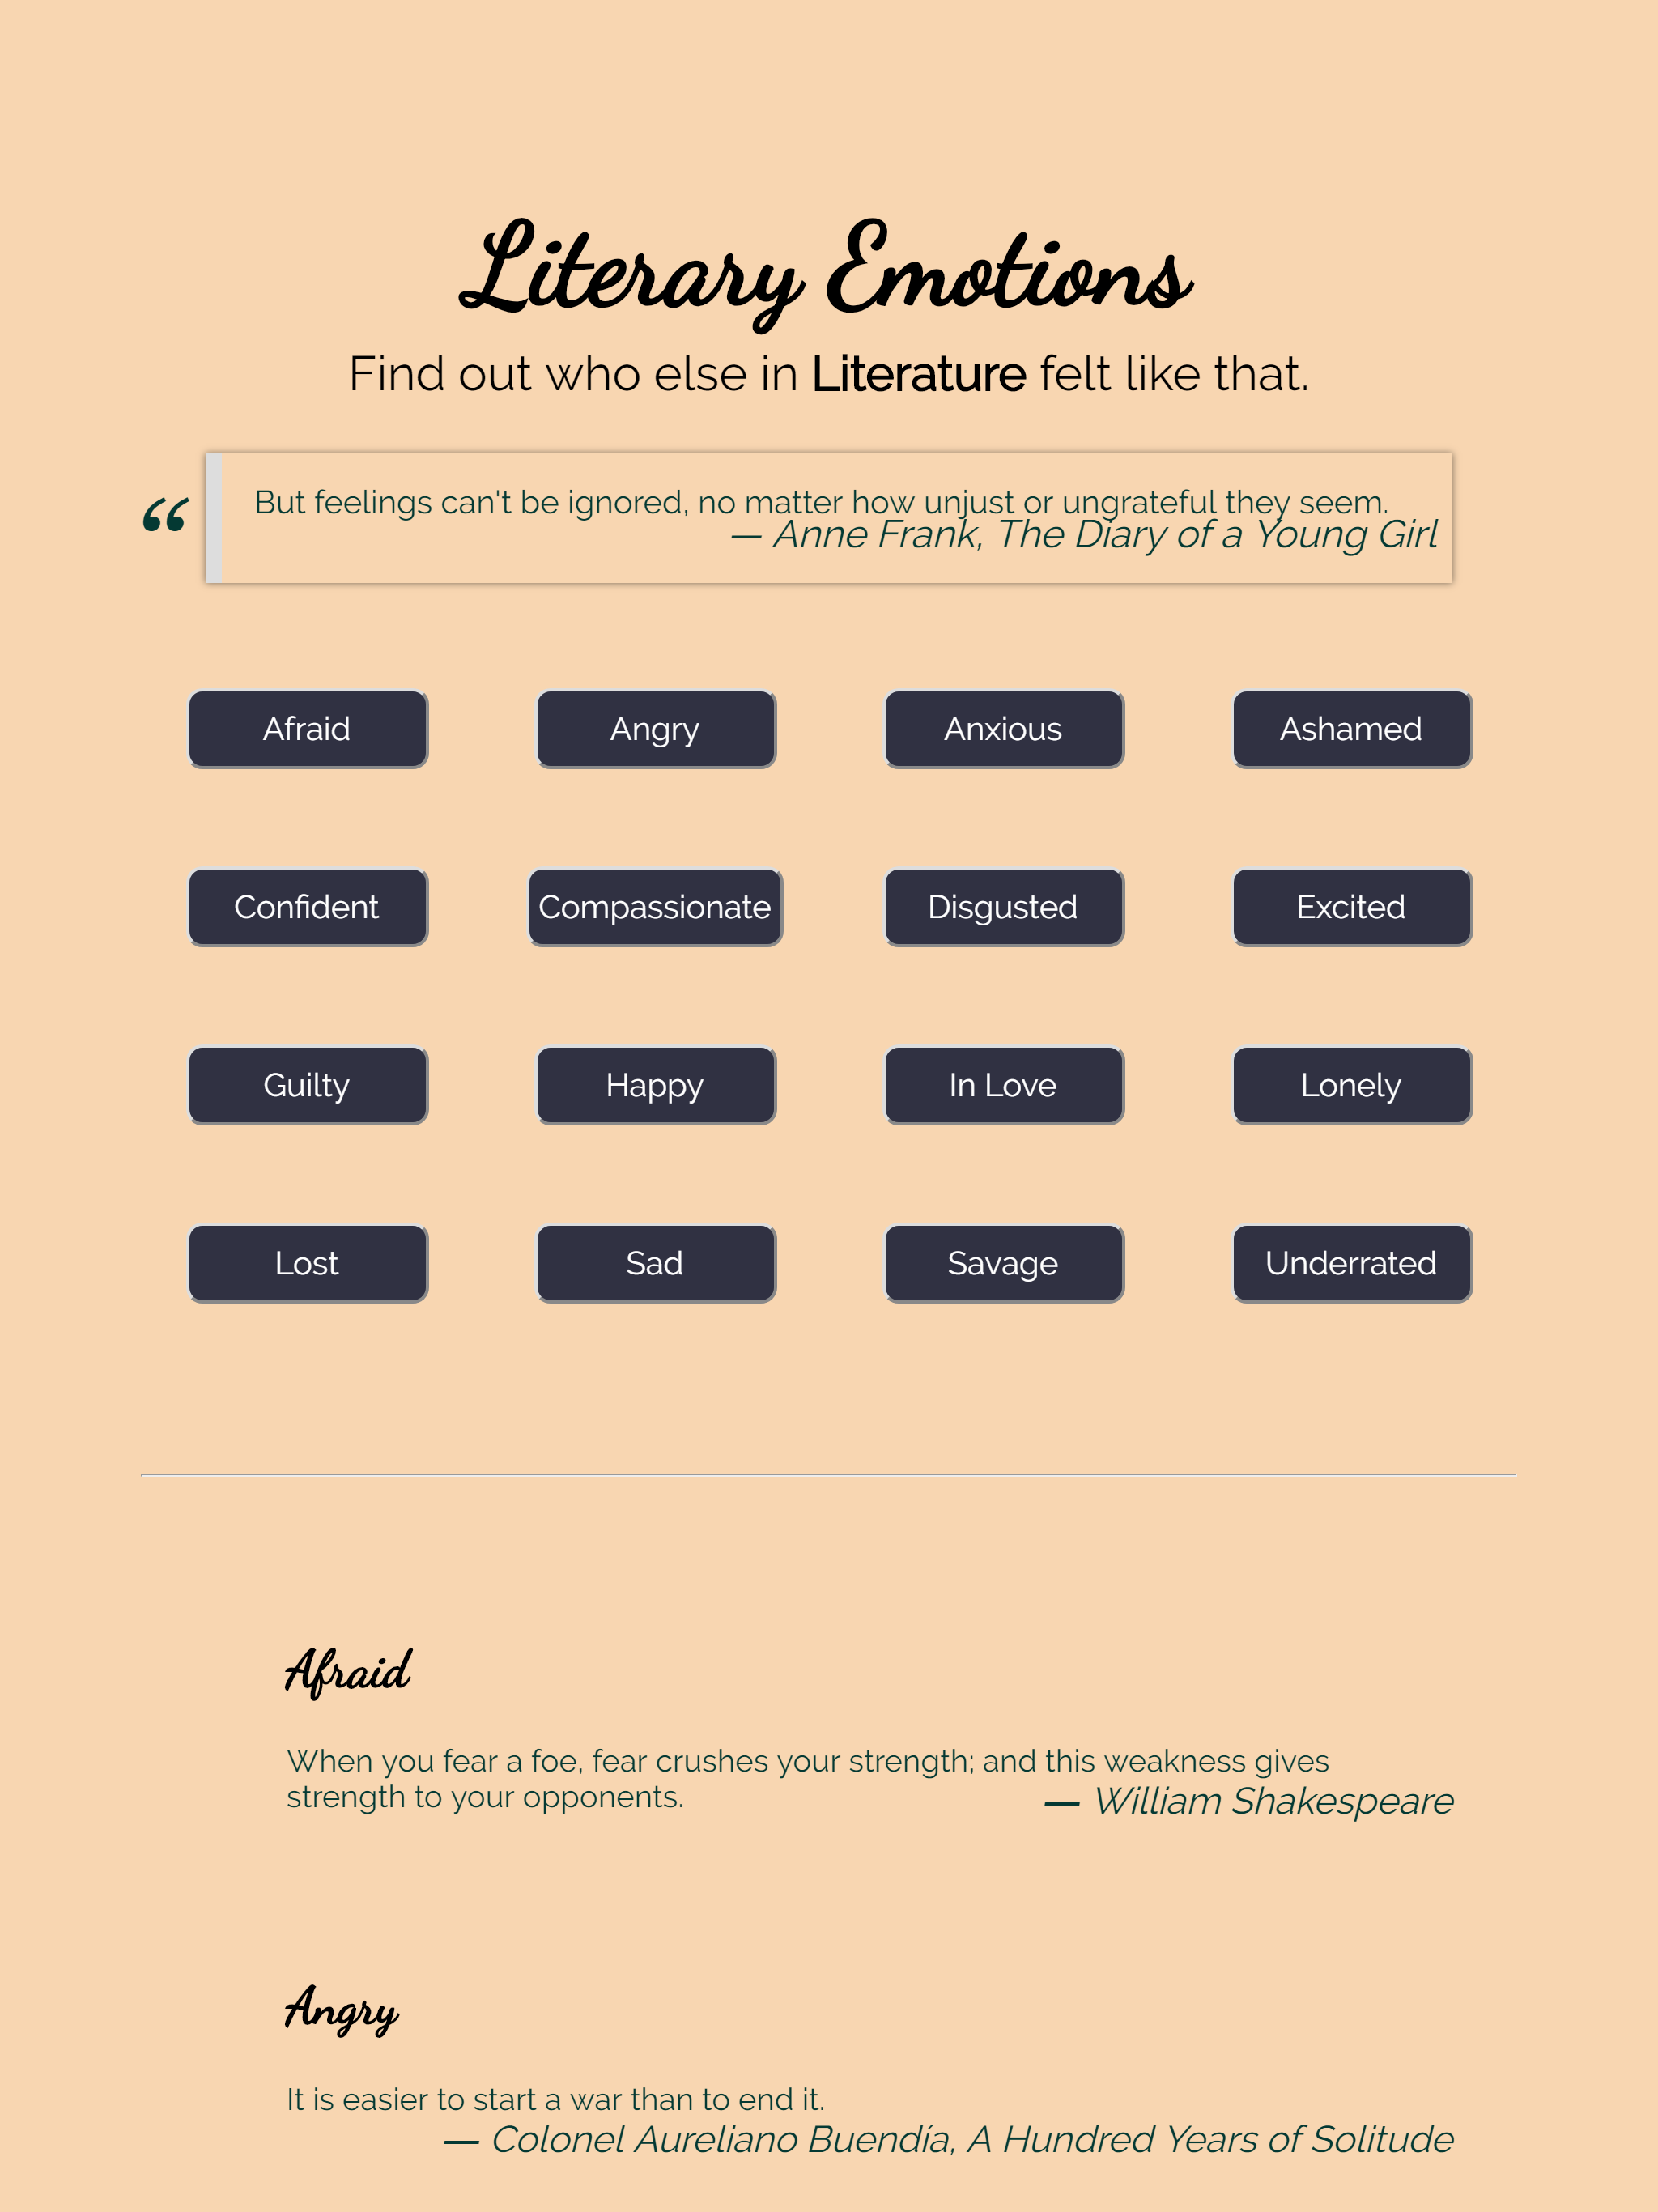 Literary Emotions
Find out who else in Literature felt like that.
“
But feelings can't be ignored, no matter how unjust or ungrateful they seem.
— Anne Frank, The Diary of a Young Girl
Afraid Angry Anxious Ashamed
Confident Compassionate Disgusted Excited
Guilty Happy In Love Lonely
Lost Sad Savage Underrated
Afraid
When you fear a foe, fear crushes your strength; and this weakness gives
strength to your opponents. — William Shakespeare
Angry
It is easier to start a war than to end it.
— Colonel Aureliano Buendía, A Hundred Years of Solitude